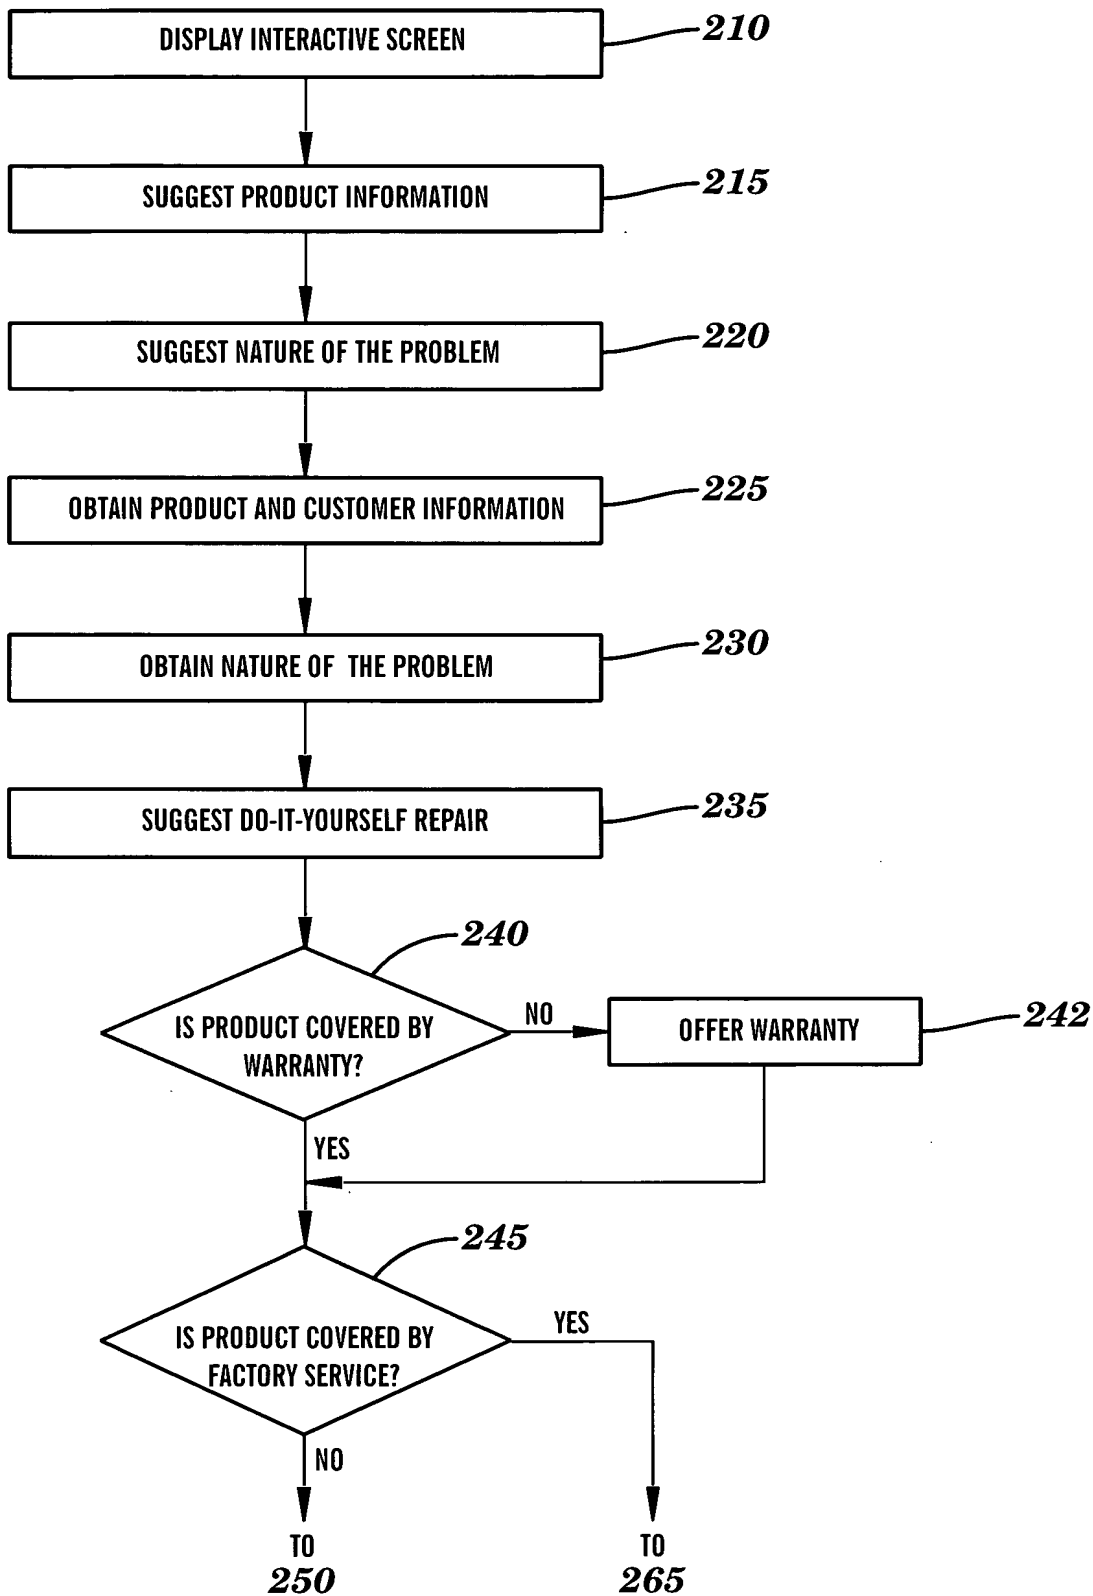 DISPLAY INTERACTIVE SCREEN
210
SUGGEST PRODUCT INFORMATION
215
SUGGEST NATURE OF THE PROBLEM
220
OBTAIN PRODUCT AND CUSTOMER INFORMATION
225
OBTAIN NATURE OF THE PROBLEM
230
SUGGEST DO-IT-YOURSELF REPAIR
235
240
IS PRODUCT COVERED BY
WARRANTY?
NO
OFFER WARRANTY
242
YES
245
IS PRODUCT COVERED BY
FACTORY SERVICE?
YES
NO
TO
250
TO
265